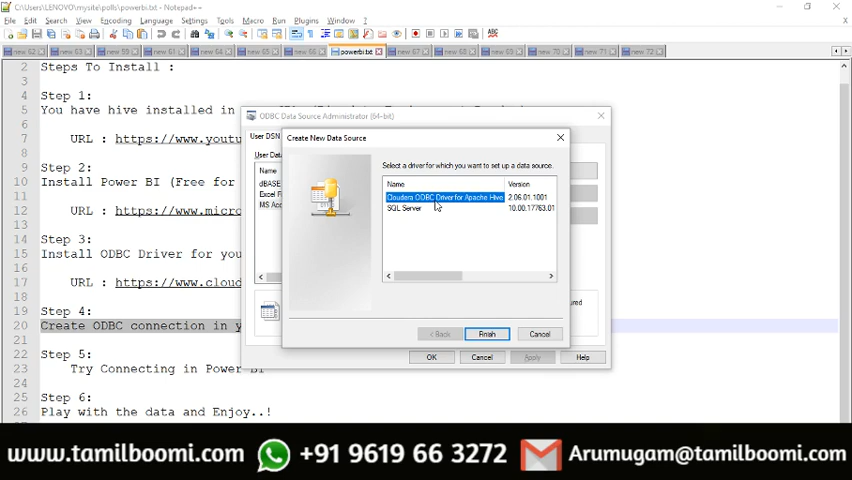 C:\Users\LENOVO\mysite\polls\powerbi.txt - Notepad++
File Edit Search View Encoding Language Settings Tools Macro Run Plugins Window ?
new 62 new 63 new 59 new 61 new 64 new 65 new 66 powerbi.txt new 67 new 68 new 69 new 70 new 71 new 72
2 Steps To Install :
3
4 Step 1:
5 You have hive installed in
6
7 URL : https://www.youtu
8
9 Step 2:
10 Install Power BI (Free for
11
12 URL : https://www.micro
13
14 Step 3:
15 Install ODBC Driver for you
16
17 URL : https://www.cloud
18
19 Step 4:
20 Create ODBC connection in y
21
22 Step 5:
23 Try Connecting in Power BI
24
25 Step 6:
26 Play with the data and Enjoy..!
ODBC Data Source Administrator (64-bit)
User DSN
User Data
Name
dBASE
Excel F
MS Acc
OK Cancel Apply Help
Create New Data Source
Select a driver for which you want to set up a data source.
Name Version
Cloudera ODBC Driver for Apache Hive 2.06.01.1001
SQL Server 10.00.17763.01
< Back Finish Cancel
www.tamilboomi.com +91 9619 66 3272 Arumugam@tamilboomi.com